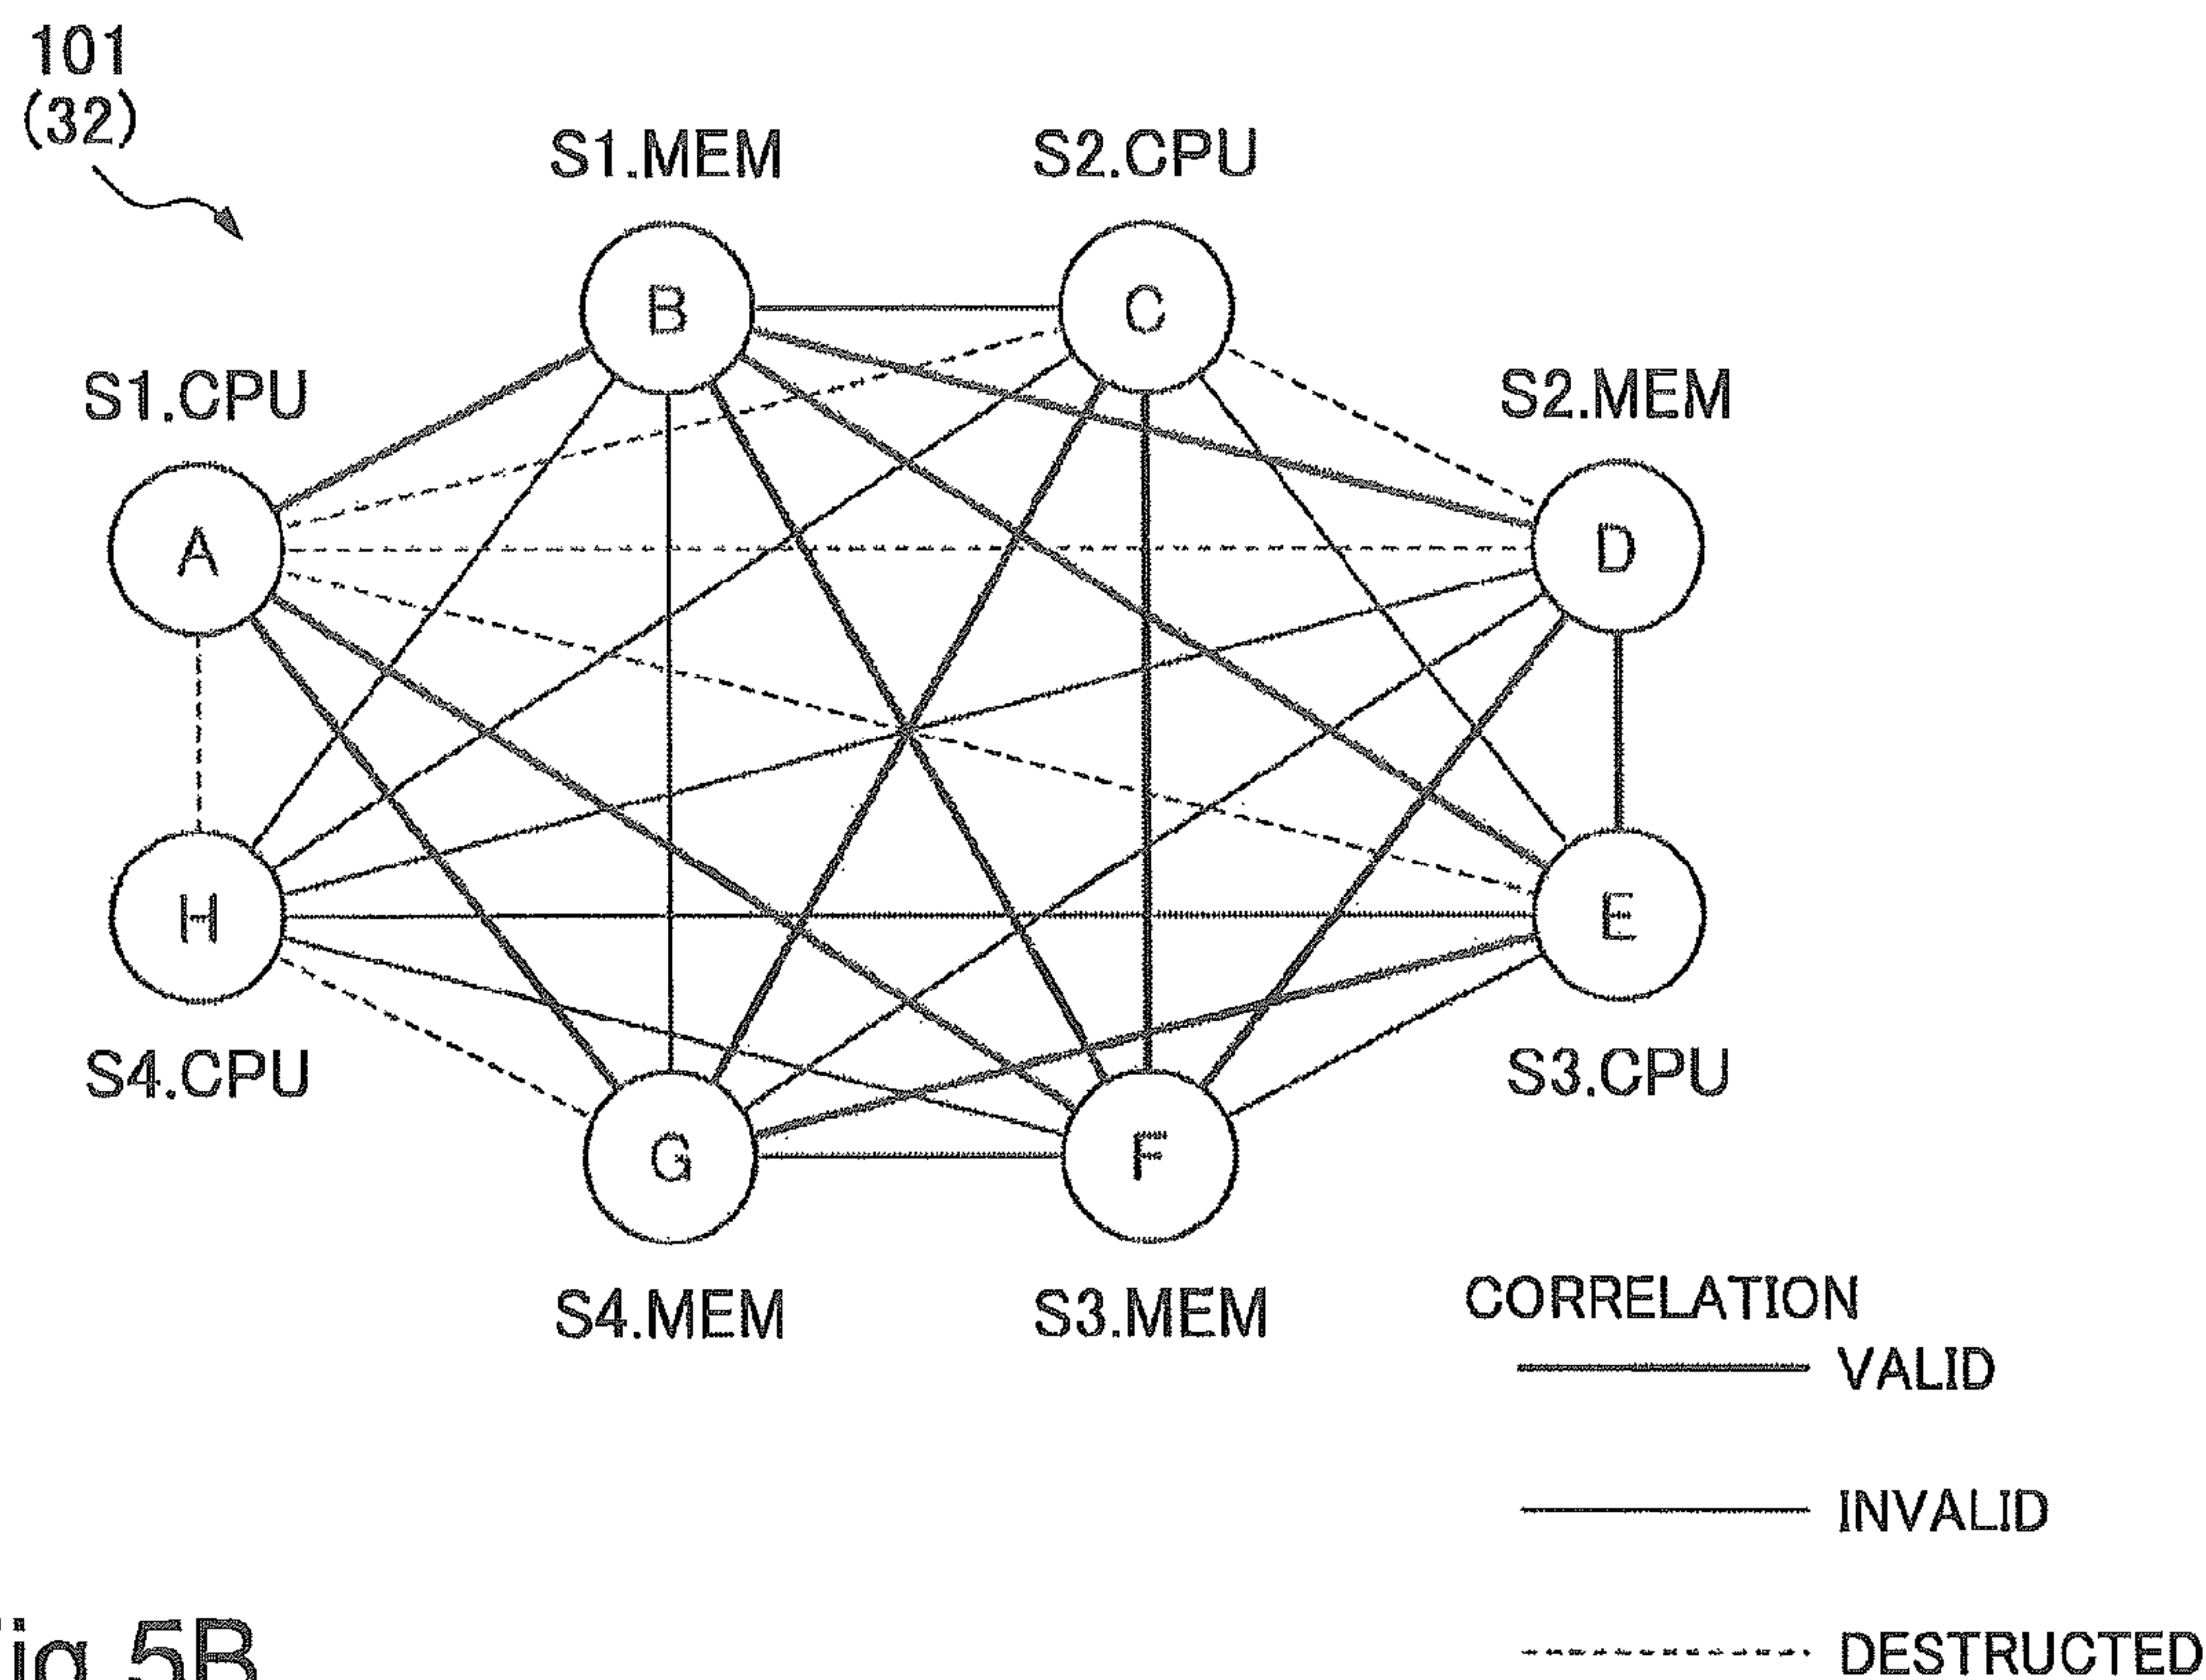 101
(32)
S1.MEM
S2.CPU
B
C
S1.CPU
S2.MEM
A
D
H
E
S4.CPU
S3.CPU
G
F
S4.MEM
S3.MEM
CORRELATION
VALID
INVALID
DESTRUCTED
5B